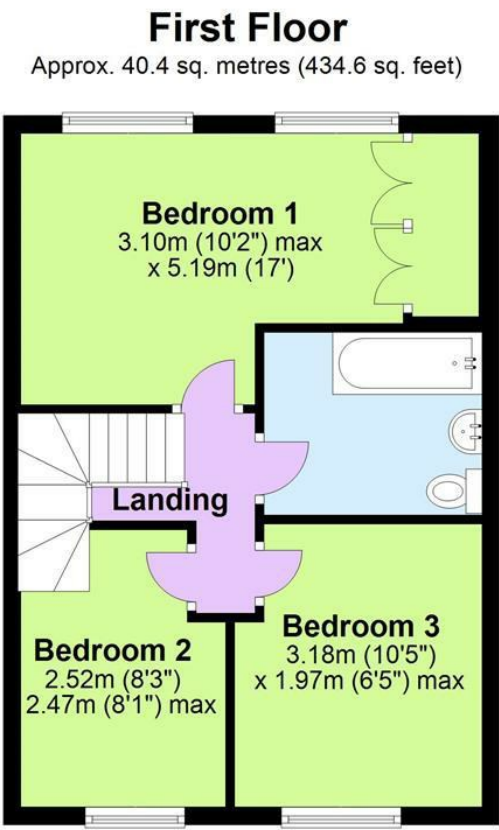 First Floor
Approx. 40.4 sq. metres (434.6 sq. feet)
Bedroom 1
3.10m (10'2") max
x 5.19m (17')
Landing
Bedroom 2
2.52m (8'3")
2.47m (8'1") max
Bedroom 3
3.18m (10'5")
x 1.97m (6'5") max